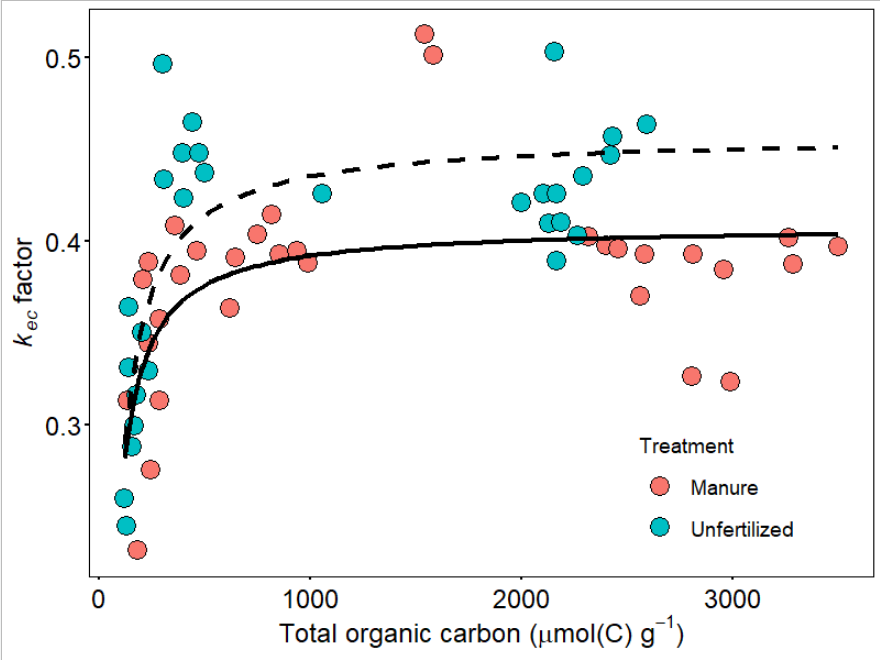 0.5
0.4
0.3
k ec factor
Treatment
Manure
Unfertilized
0 1000 2000 3000
Total organic carbon (μmol(C) g⁻¹)